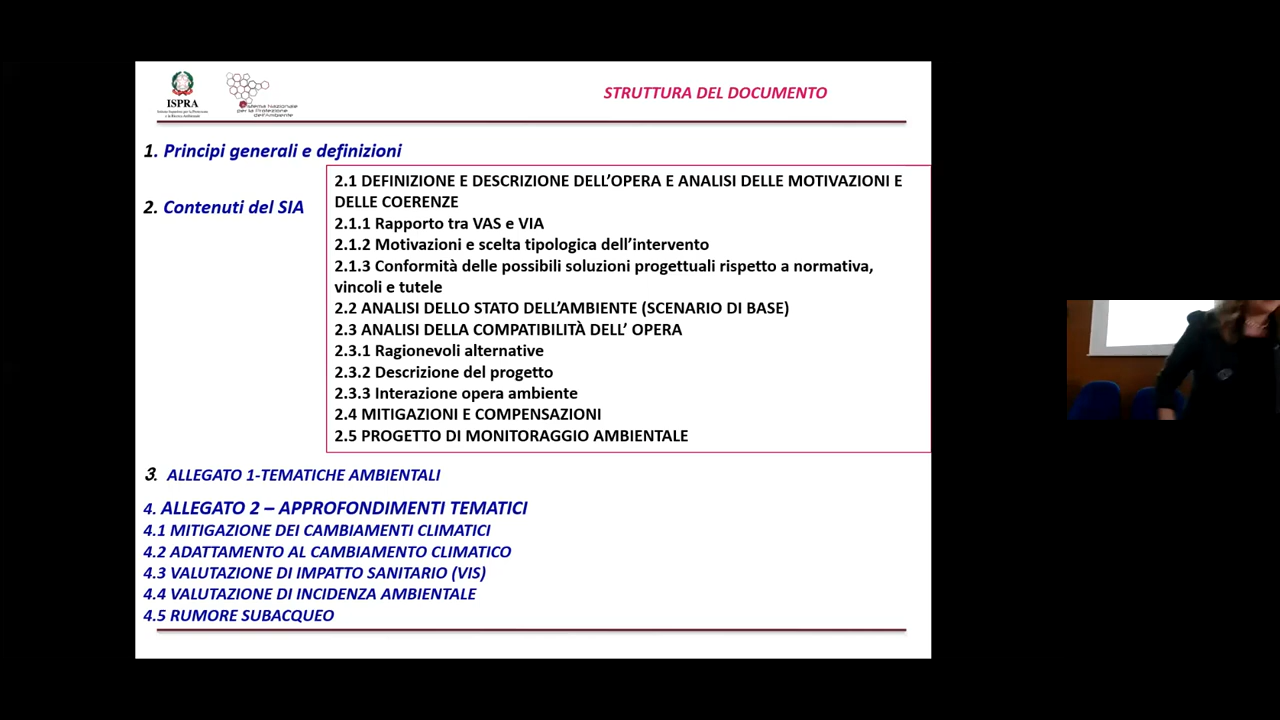 ISPRA
Sistema Nazionale
per la Protezione
dell'Ambiente
STRUTTURA DEL DOCUMENTO
1. Principi generali e definizioni
2. Contenuti del SIA
2.1 DEFINIZIONE E DESCRIZIONE DELL’OPERA E ANALISI DELLE MOTIVAZIONI E
DELLE COERENZE
2.1.1 Rapporto tra VAS e VIA
2.1.2 Motivazioni e scelta tipologica dell’intervento
2.1.3 Conformità delle possibili soluzioni progettuali rispetto a normativa,
vincoli e tutele
2.2 ANALISI DELLO STATO DELL’AMBIENTE (SCENARIO DI BASE)
2.3 ANALISI DELLA COMPATIBILITÀ DELL’ OPERA
2.3.1 Ragionevoli alternative
2.3.2 Descrizione del progetto
2.3.3 Interazione opera ambiente
2.4 MITIGAZIONI E COMPENSAZIONI
2.5 PROGETTO DI MONITORAGGIO AMBIENTALE
3. ALLEGATO 1-TEMATICHE AMBIENTALI
4. ALLEGATO 2 – APPROFONDIMENTI TEMATICI
4.1 MITIGAZIONE DEI CAMBIAMENTI CLIMATICI
4.2 ADATTAMENTO AL CAMBIAMENTO CLIMATICO
4.3 VALUTAZIONE DI IMPATTO SANITARIO (VIS)
4.4 VALUTAZIONE DI INCIDENZA AMBIENTALE
4.5 RUMORE SUBACQUEO